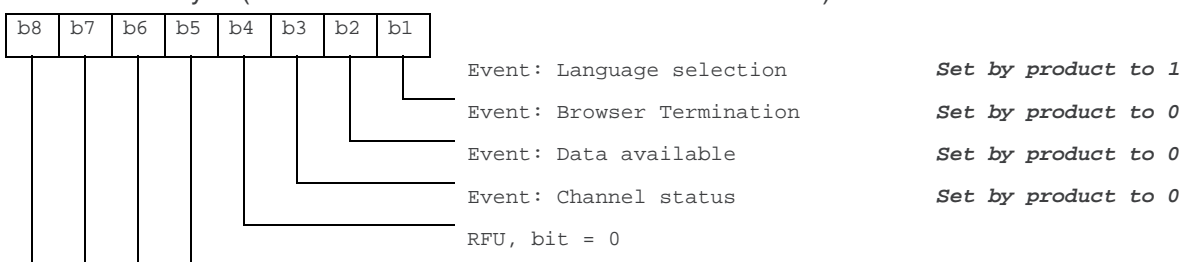 b8 b7 b6 b5 b4 b3 b2 b1
Event: Language selection Set by product to 1
Event: Browser Termination Set by product to 0
Event: Data available Set by product to 0
Event: Channel status Set by product to 0
RFU, bit = 0